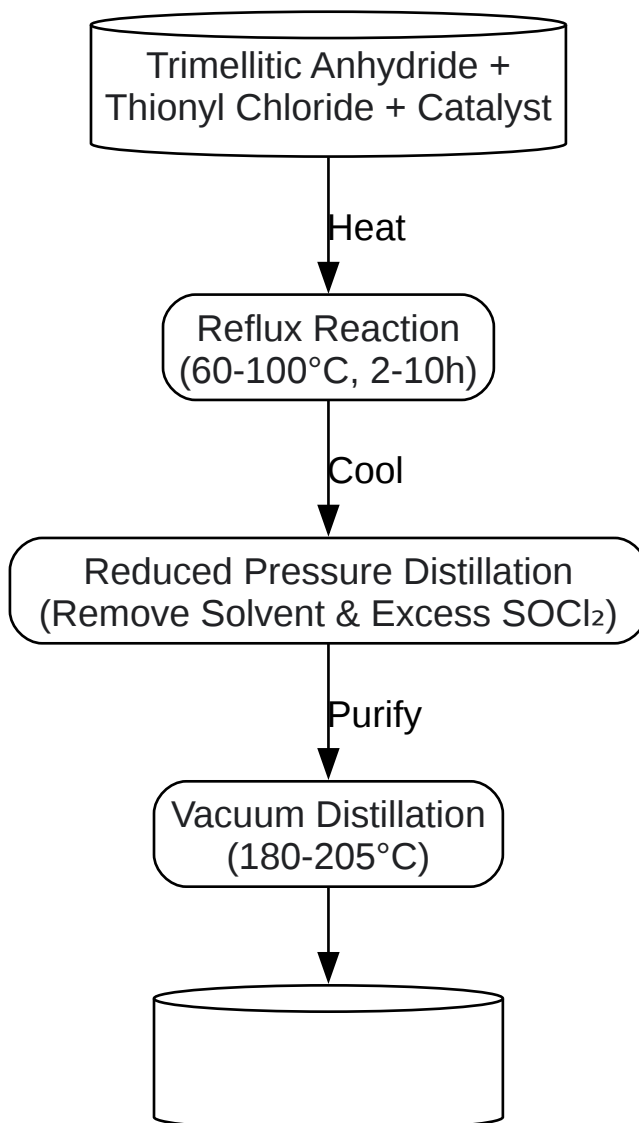 Trimellitic Anhydride +
Thionyl Chloride + Catalyst
Heat
Reflux Reaction
(60-100°C, 2-10h)
Cool
Reduced Pressure Distillation
(Remove Solvent & Excess SOCl₂)
Purify
Vacuum Distillation
(180-205°C)